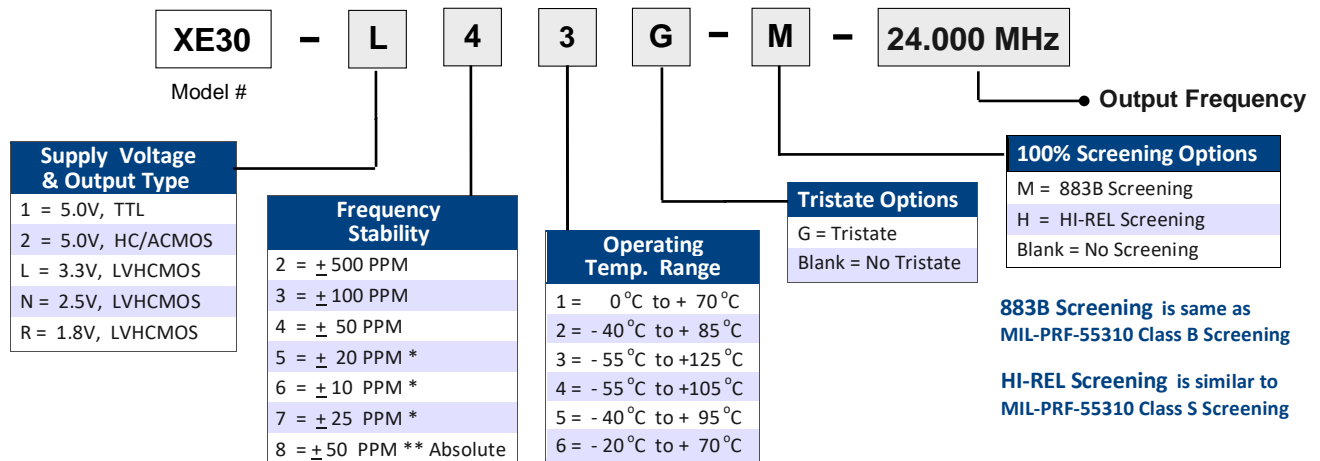 XE30 – L 4 3 G – M – 24.000 MHz
Model #
Output Frequency
Supply Voltage
& Output Type
1 = 5.0V, TTL
2 = 5.0V, HC/ACMOS
L = 3.3V, LVHCMOS
N = 2.5V, LVHCMOS
R = 1.8V, LVHCMOS
Frequency
Stability
2 = ± 500 PPM
3 = ± 100 PPM
4 = ± 50 PPM
5 = ± 20 PPM *
6 = ± 10 PPM *
7 = ± 25 PPM *
8 = ± 50 PPM ** Absolute
Operating
Temp. Range
1 = 0°C to + 70°C
2 = - 40°C to + 85°C
3 = - 55°C to +125°C
4 = - 55°C to +105°C
5 = - 40°C to + 95°C
6 = - 20°C to + 70°C
Tristate Options
G = Tristate
Blank = No Tristate
100% Screening Options
M = 883B Screening
H = HI-REL Screening
Blank = No Screening
883B Screening is same as
MIL-PRF-55310 Class B Screening
HI-REL Screening is similar to
MIL-PRF-55310 Class S Screening